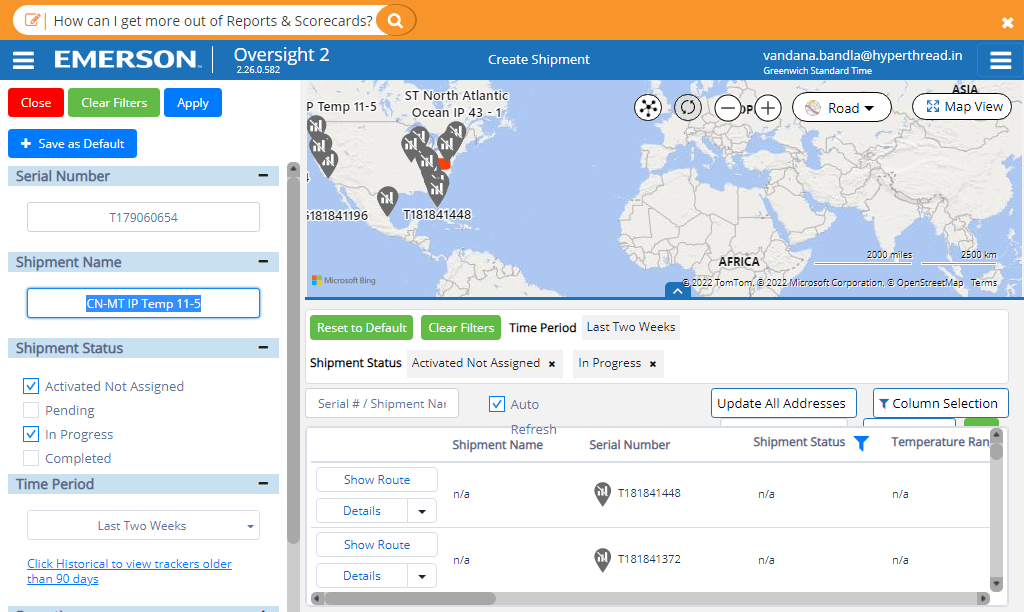 How can I get more out of Reports & Scorecards?
EMERSON
Oversight 2
2.26.0.582
Create Shipment
vandana.bandla@hyperthread.in
Greenwich Standard Time
Close
Clear Filters
Apply
Save as Default
Serial Number
T179060654
Shipment Name
CN-MT IP Temp 11-5
Shipment Status
Activated Not Assigned
Pending
In Progress
Completed
Time Period
Last Two Weeks
Click Historical to view trackers older
than 90 days
P Temp 11-5
ST North Atlantic
Ocean IP 43 - 1
181841196
T181841448
Road
ASIA
Map View
AFRICA
2000 miles
2500 km
Microsoft Bing
© 2022 TomTom, © 2022 Microsoft Corporation, © OpenStreetMap Terms
Reset to Default
Clear Filters
Time Period
Last Two Weeks
Shipment Status
Activated Not Assigned ×
In Progress ×
Serial # / Shipment Nar
Auto
Refresh
Update All Addresses
Column Selection
Shipment Name
Serial Number
Shipment Status
Temperature Ran
Show Route
Details
n/a
T181841448
n/a
n/a
Show Route
Details
n/a
T181841372
n/a
n/a